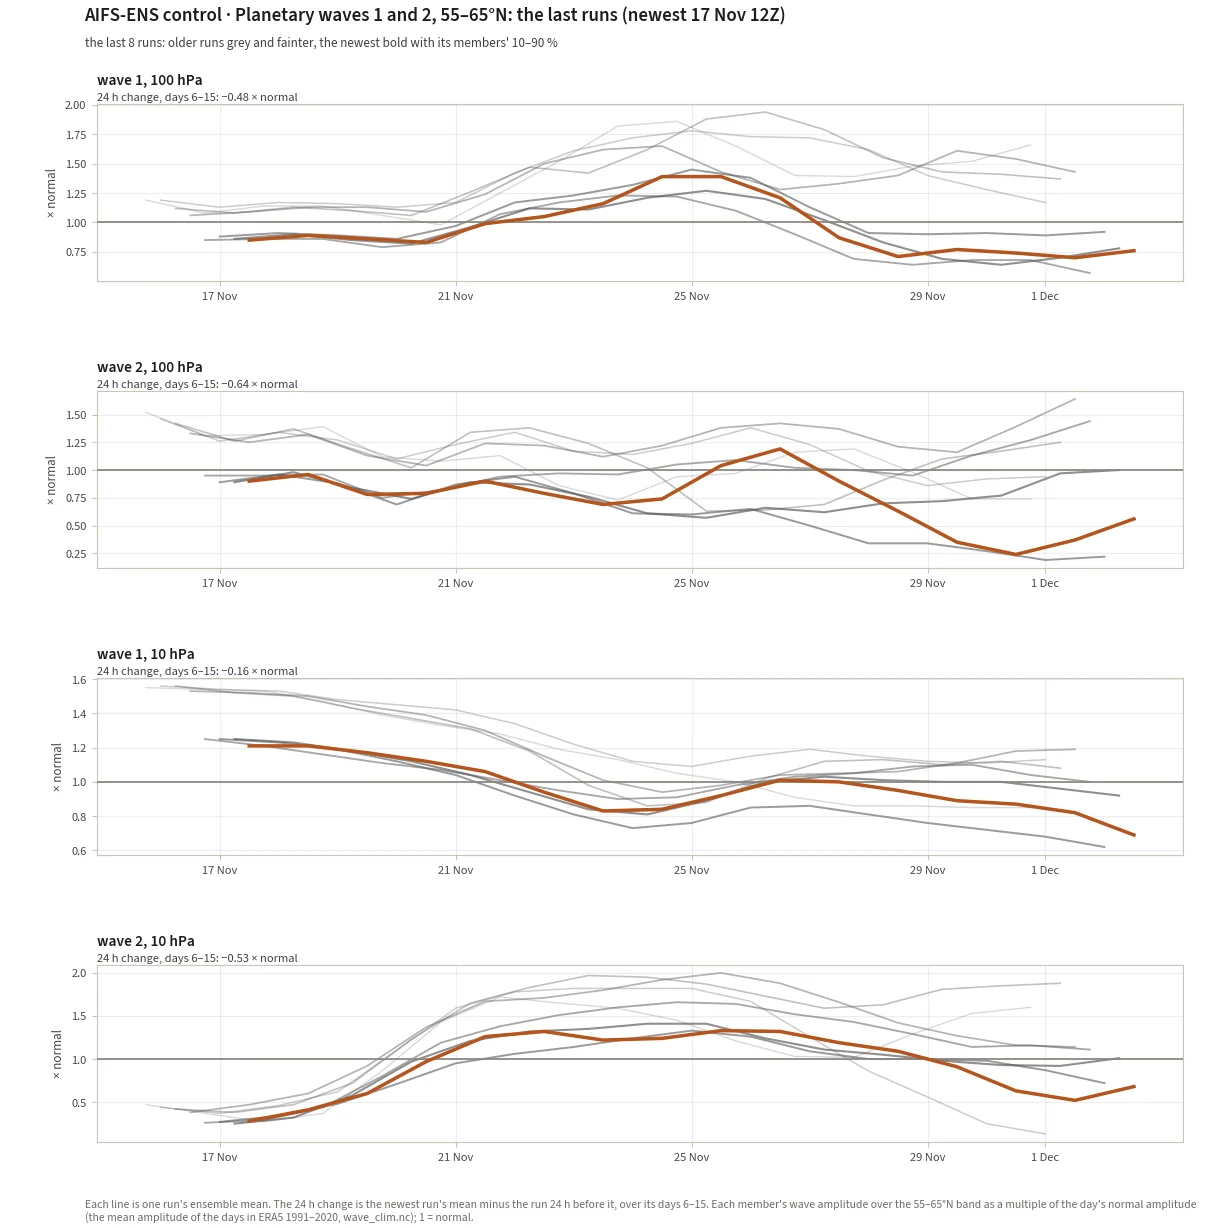 AIFS-ENS control · Planetary waves 1 and 2, 55–65°N: the last runs (newest 17 Nov 12Z)
the last 8 runs: older runs grey and fainter, the newest bold with its members' 10–90 %
wave 1, 100 hPa
24 h change, days 6–15: −0.48 × normal
2.00
1.75
1.50
1.25
1.00
0.75
× normal
17 Nov
21 Nov
25 Nov
29 Nov
1 Dec
wave 2, 100 hPa
24 h change, days 6–15: −0.64 × normal
1.50
1.25
1.00
0.75
0.50
0.25
× normal
17 Nov
21 Nov
25 Nov
29 Nov
1 Dec
wave 1, 10 hPa
24 h change, days 6–15: −0.16 × normal
1.6
1.4
1.2
1.0
0.8
0.6
× normal
17 Nov
21 Nov
25 Nov
29 Nov
1 Dec
wave 2, 10 hPa
24 h change, days 6–15: −0.53 × normal
2.0
1.5
1.0
0.5
× normal
17 Nov
21 Nov
25 Nov
29 Nov
1 Dec
Each line is one run's ensemble mean. The 24 h change is the newest run's mean minus the run 24 h before it, over its days 6–15. Each member's wave amplitude over the 55–65°N band as a multiple of the day's normal amplitude
(the mean amplitude of the days in ERA5 1991–2020, wave_clim.nc); 1 = normal.